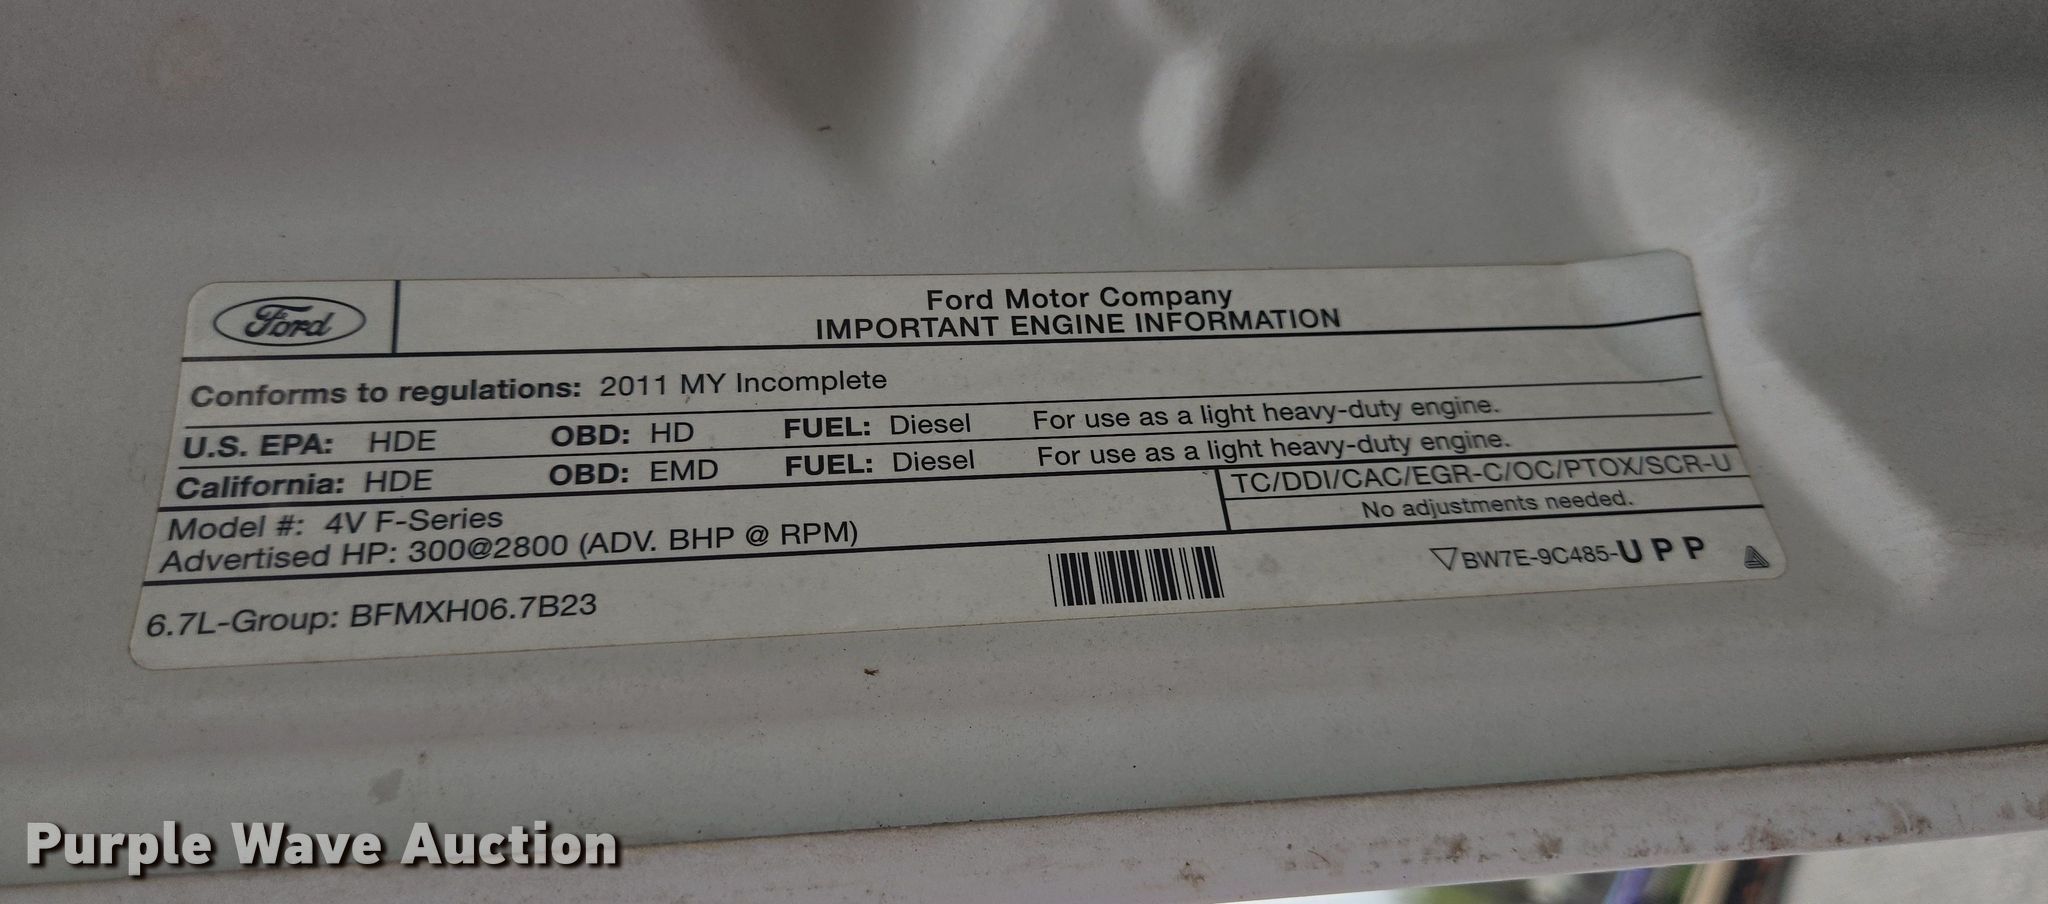 Ford
Ford Motor Company
IMPORTANT ENGINE INFORMATION
Conforms to regulations: 2011 MY Incomplete
U.S. EPA: HDE OBD: HD FUEL: Diesel For use as a light heavy-duty engine.
California: HDE OBD: EMD FUEL: Diesel For use as a light heavy-duty engine.
TC/DDI/CAC/EGR-C/OC/PTOX/SCR-U
No adjustments needed.
Model #: 4V F-Series
Advertised HP: 300@2800 (ADV. BHP @ RPM)
6.7L-Group: BFMXH06.7B23
BW7E-9C485-UPP
Purple Wave Auction